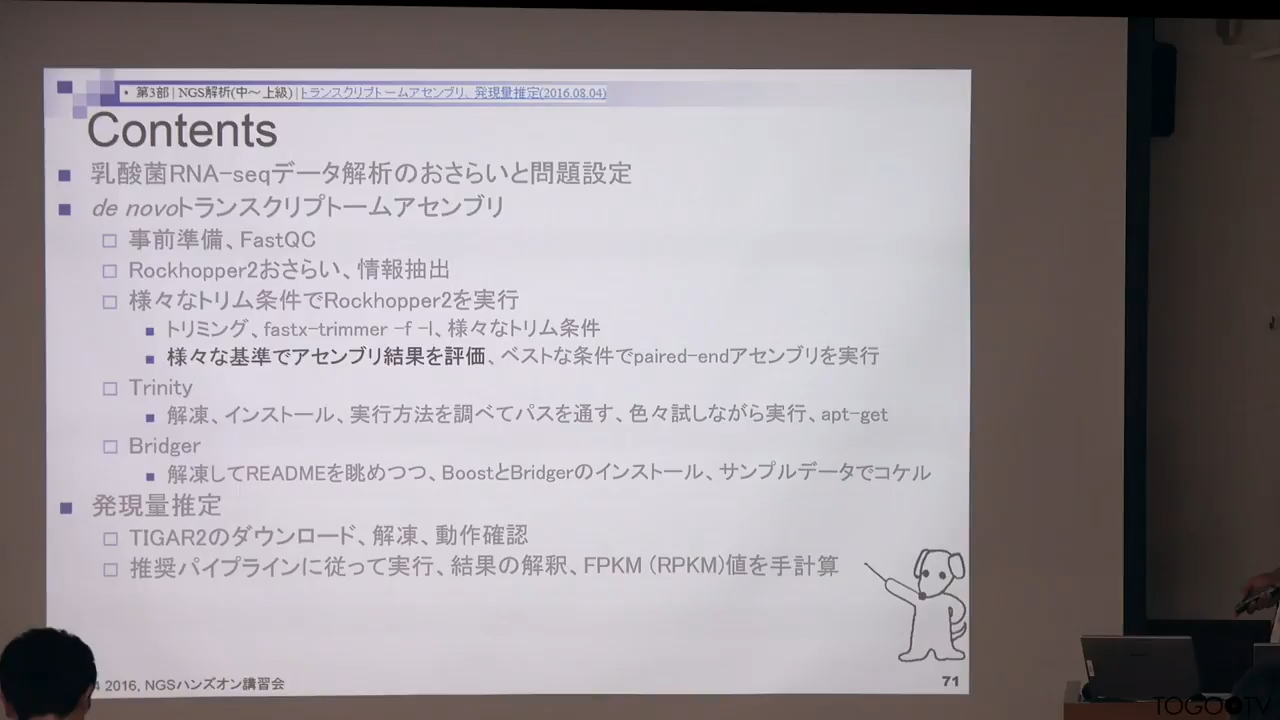 • 第3部 | NGS解析(中～上級) | トランスクリプトームアセンブリ、発現量推定(2016.08.04)
Contents
■ 乳酸菌RNA-seqデータ解析のおさらいと問題設定
■ de novoトランスクリプトームアセンブリ
□ 事前準備、FastQC
□ Rockhopper2おさらい、情報抽出
□ 様々なトリム条件でRockhopper2を実行
■ トリミング、fastx-trimmer -f -l、様々なトリム条件
■ 様々な基準でアセンブリ結果を評価、ベストな条件でpaired-endアセンブリを実行
□ Trinity
■ 解凍、インストール、実行方法を調べてパスを通す、色々試しながら実行、apt-get
□ Bridger
■ 解凍してREADMEを眺めつつ、BoostとBridgerのインストール、サンプルデータでコケル
■ 発現量推定
□ TIGAR2のダウンロード、解凍、動作確認
□ 推奨パイプラインに従って実行、結果の解釈、FPKM (RPKM)値を手計算
4 2016, NGSハンズオン講習会
71
TOGOTV